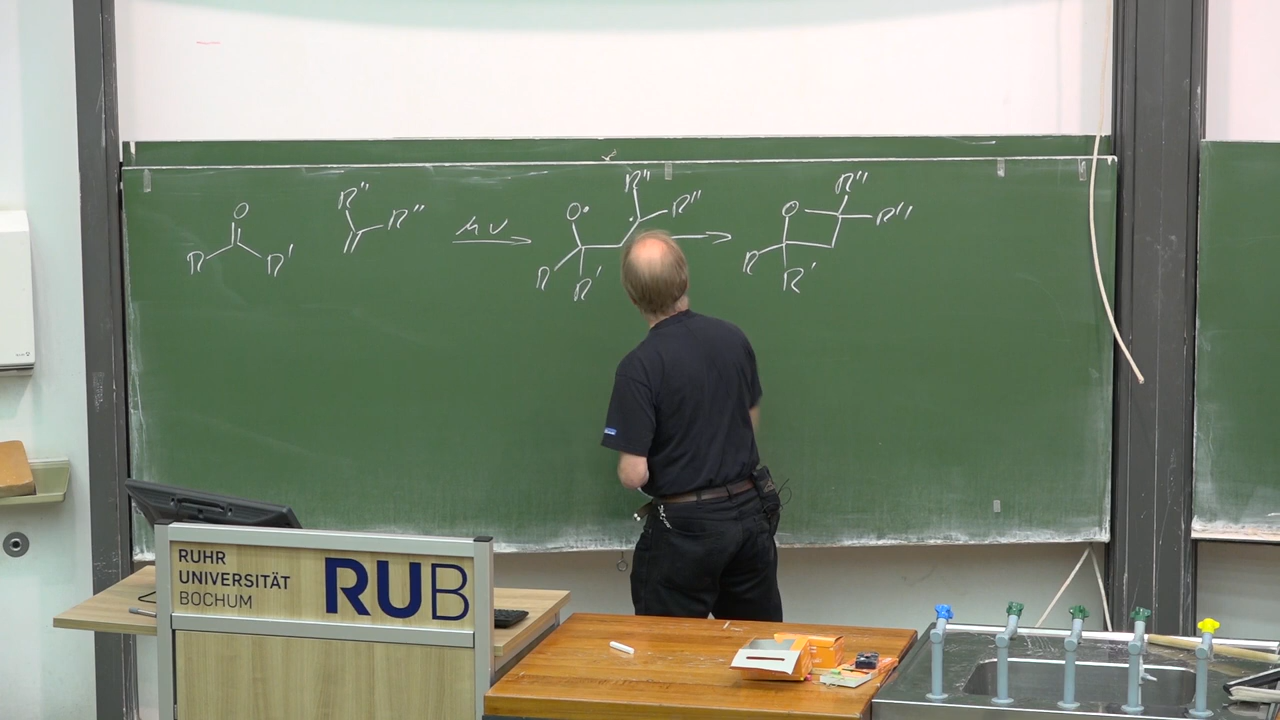 O
R
R'
R''
R''
hν
O•
R
R'
R''
R''
O
R
R'
R''
R''
RUHR
UNIVERSITÄT
BOCHUM
RUB